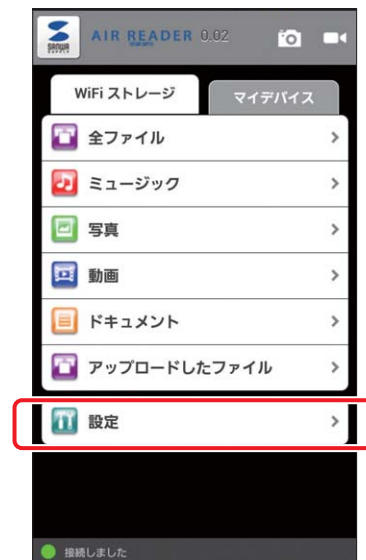 SANWA
SUPPLY
AIR READER 0.02
WiFi ストレージ
マイデバイス
全ファイル
ミュージック
写真
動画
ドキュメント
アップロードしたファイル
設定
接続しました